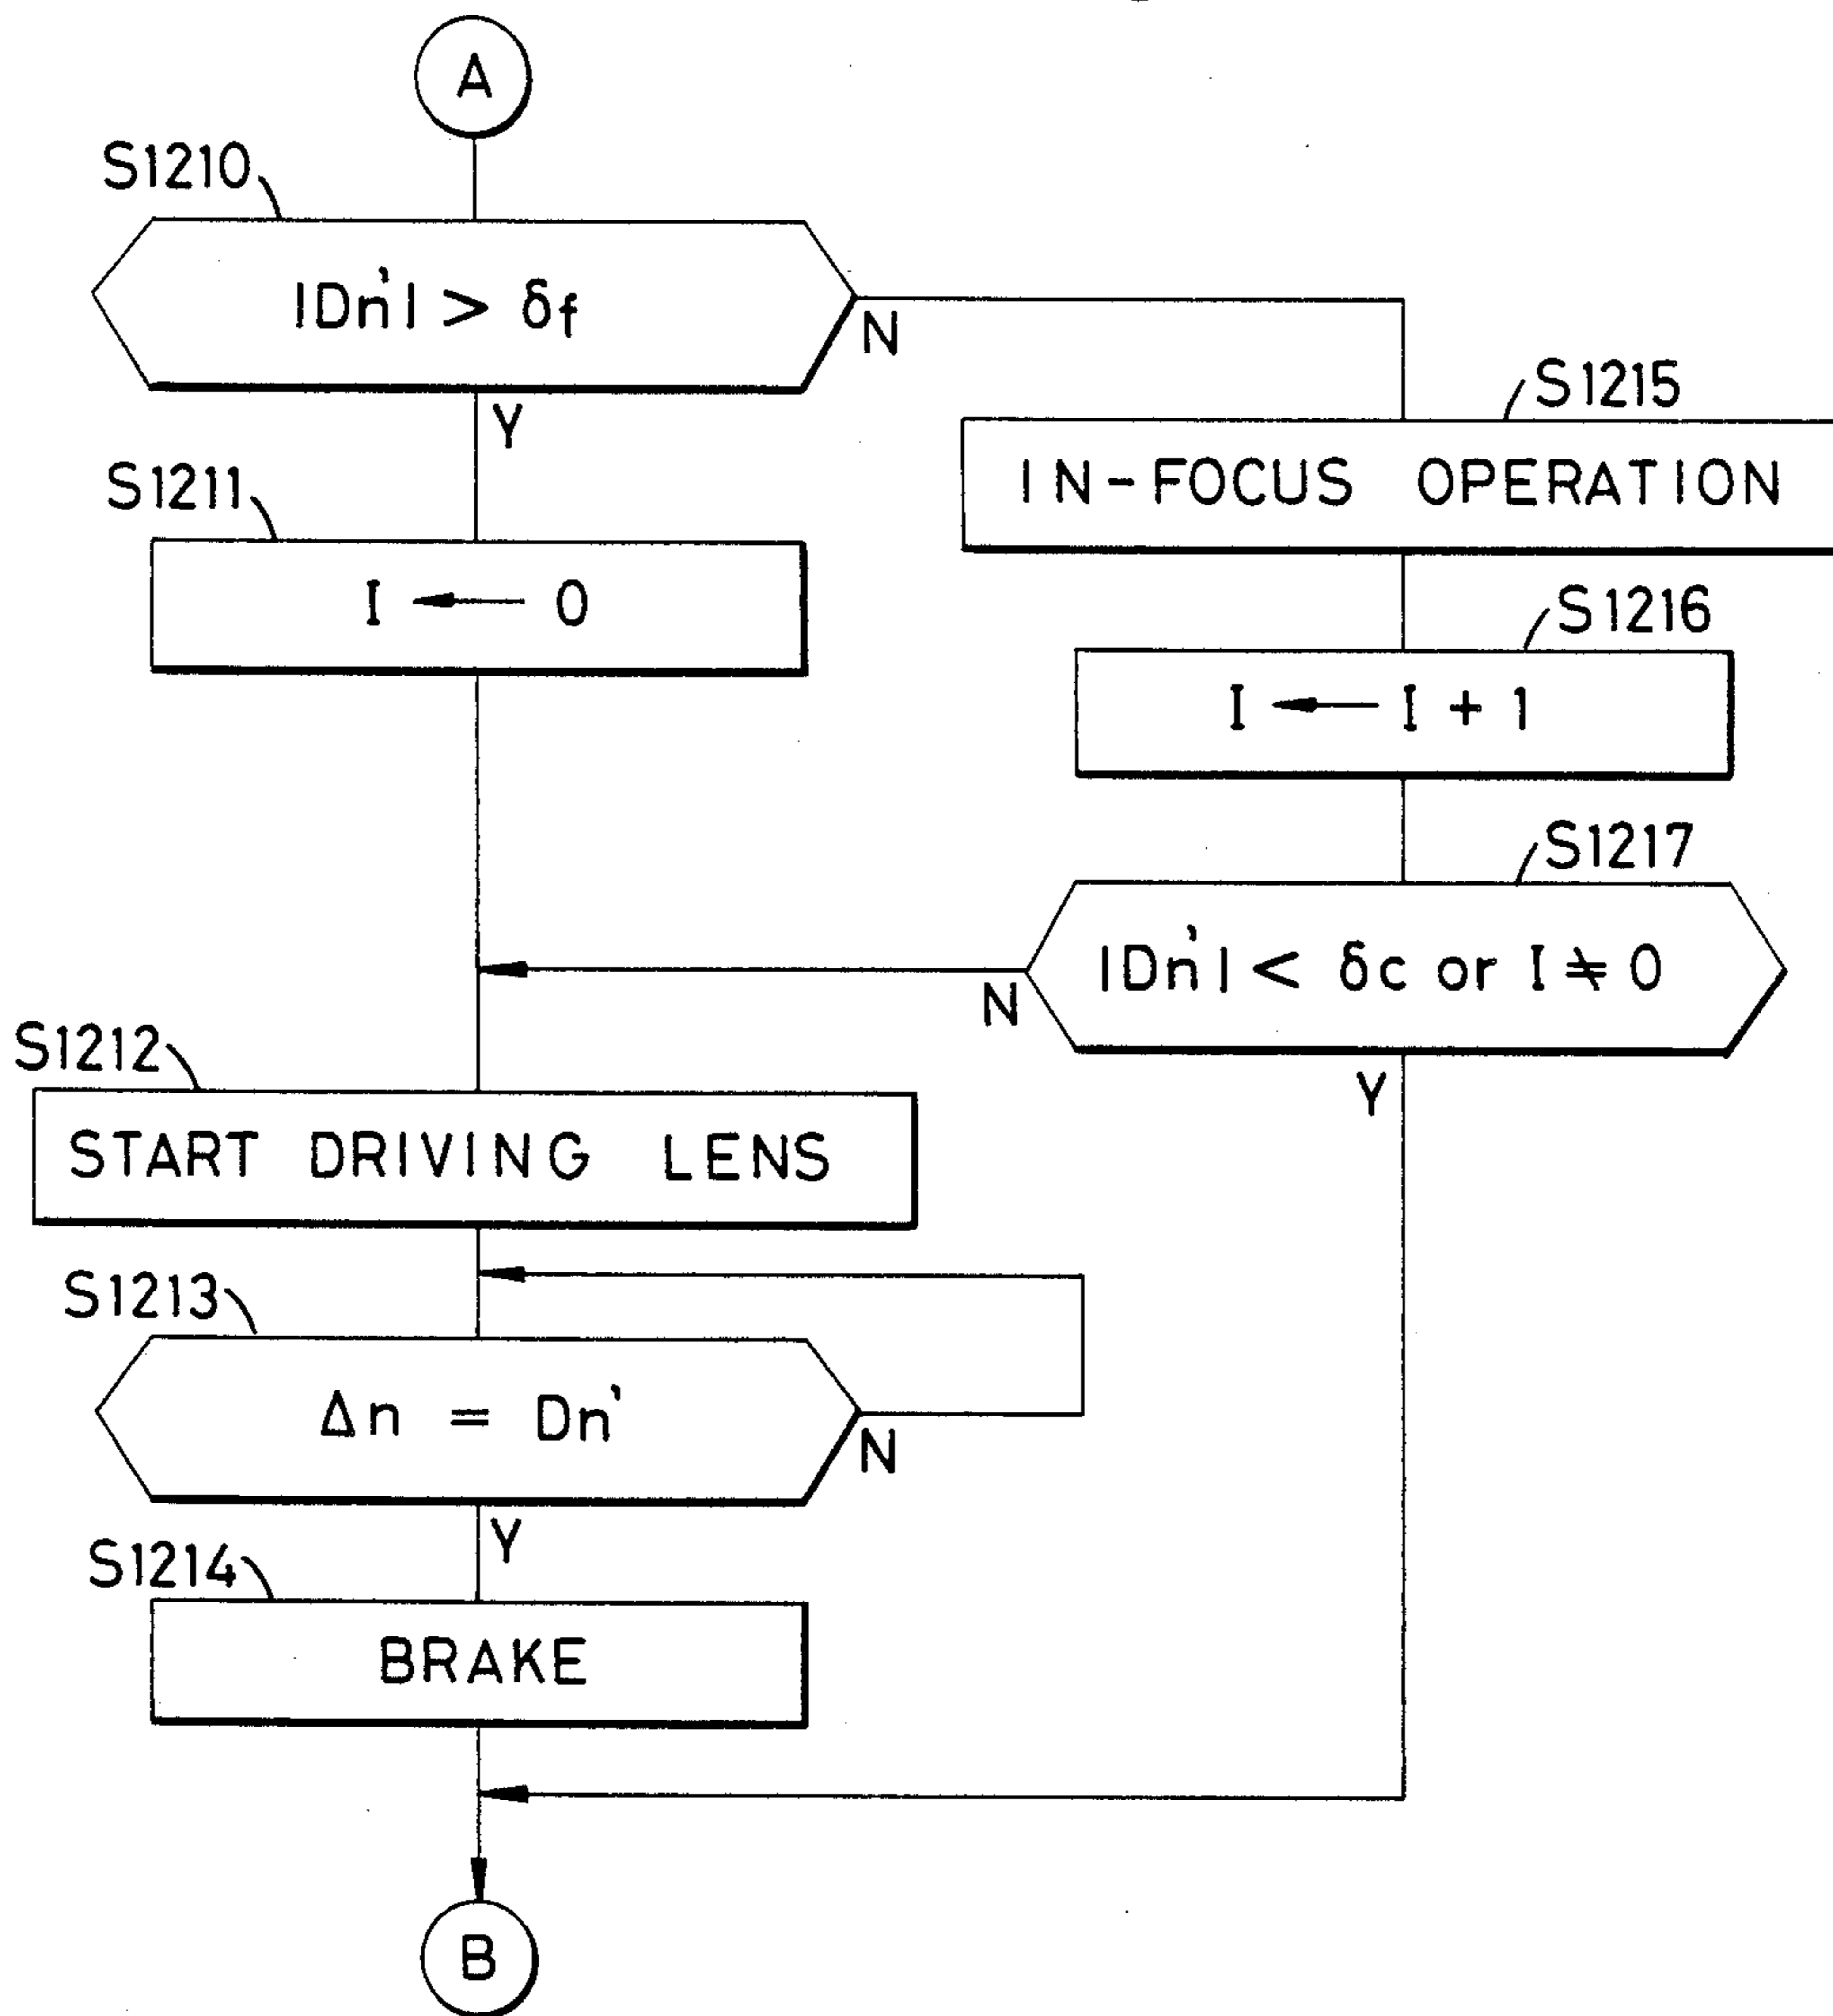 A
S1210
|Dn'| > δf
N
Y
S1215
IN-FOCUS OPERATION
S1211
I ← 0
S1216
I ← I + 1
S1217
|Dn'| < δc or I ≠ 0
N
Y
S1212
START DRIVING LENS
S1213
Δn = Dn'
N
Y
S1214
BRAKE
B